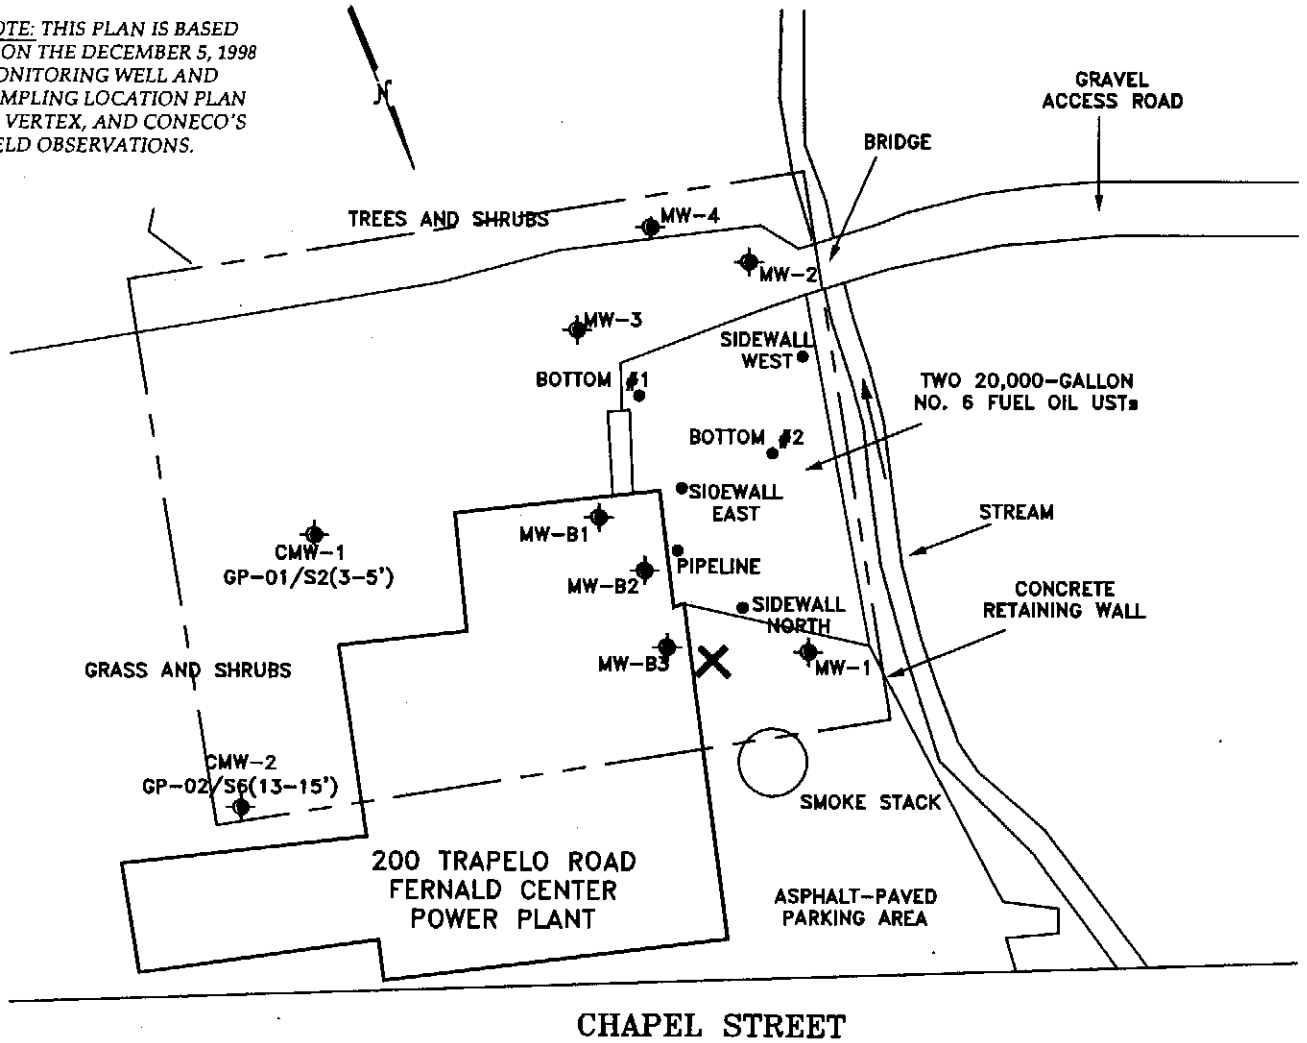 OTE: THIS PLAN IS BASED
ON THE DECEMBER 5, 1998
ONITORING WELL AND
MPLING LOCATION PLAN
VERTEX, AND CONECO'S
ELD OBSERVATIONS.
N
GRAVEL
ACCESS ROAD
BRIDGE
TREES AND SHRUBS
MW-4
MW-2
MW-3
SIDEWALL
WEST
BOTTOM #1
TWO 20,000-GALLON
NO. 6 FUEL OIL USTs
BOTTOM #2
SIDEWALL
EAST
MW-B1
STREAM
CMW-1
GP-01/S2(3-5')
PIPELINE
MW-B2
CONCRETE
RETAINING WALL
SIDEWALL
NORTH
MW-B3
MW-1
GRASS AND SHRUBS
CMW-2
GP-02/S6(13-15')
SMOKE STACK
200 TRAPELO ROAD
FERNALD CENTER
POWER PLANT
ASPHALT-PAVED
PARKING AREA
CHAPEL STREET